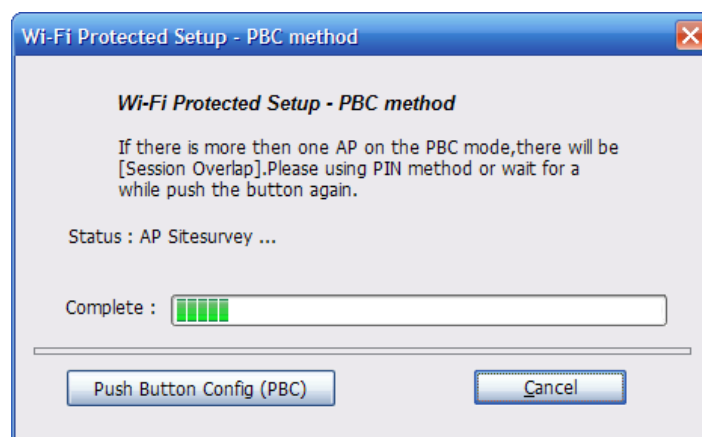 Wi-Fi Protected Setup - PBC method
Wi-Fi Protected Setup - PBC method
If there is more then one AP on the PBC mode,there will be
[Session Overlap].Please using PIN method or wait for a
while push the button again.
Status : AP Sitesurvey ...
Complete :
Push Button Config (PBC)
Cancel